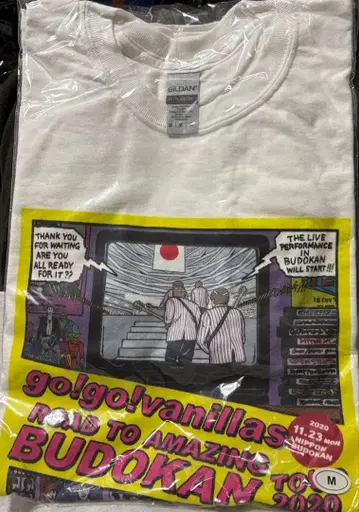 GILDAN
THANK YOU
FOR WAITING
ARE YOU
ALL READY
FOR IT??
THE LIVE
PERFORMANCE
IN
BUDOKAN
WILL START!!!
go!go!vanillas
ROAD TO AMAZING
BUDOKAN TO
2020
2020
11.23 MON
NIPPON
BUDOKAN
M